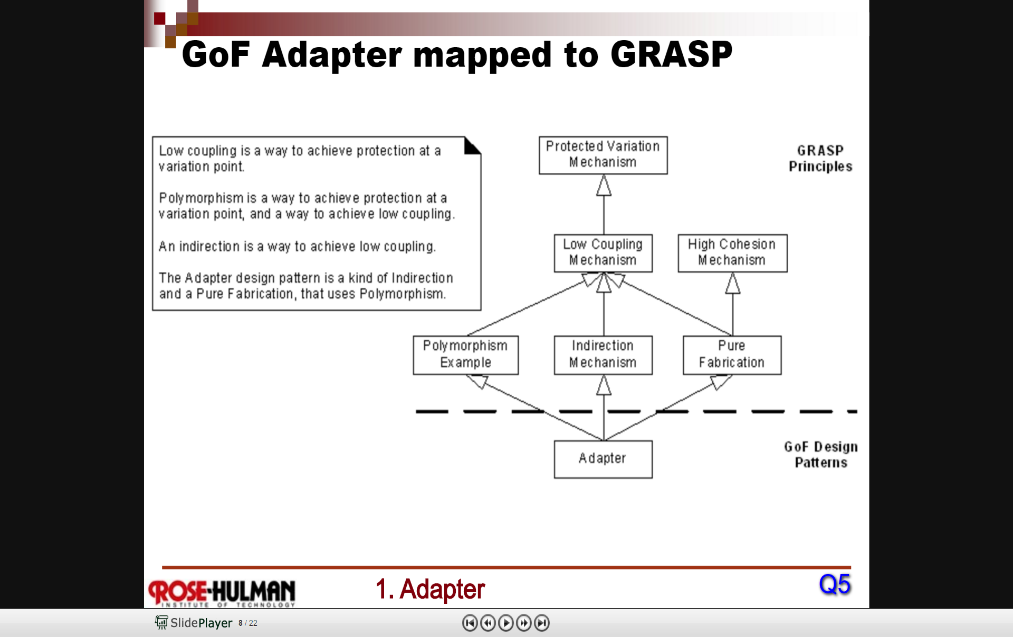 GoF Adapter mapped to GRASP
Low coupling is a way to achieve protection at a
variation point.
Polymorphism is a way to achieve protection at a
variation point, and a way to achieve low coupling.
An indirection is a way to achieve low coupling.
The Adapter design pattern is a kind of Indirection
and a Pure Fabrication, that uses Polymorphism.
Protected Variation
Mechanism
GRASP
Principles
Low Coupling
Mechanism
High Cohesion
Mechanism
Polymorphism
Example
Indirection
Mechanism
Pure
Fabrication
Adapter
GoF Design
Patterns
ROSE-HULMAN
INSTITUTE OF TECHNOLOGY
1. Adapter
Q5
SlidePlayer
8 / 22